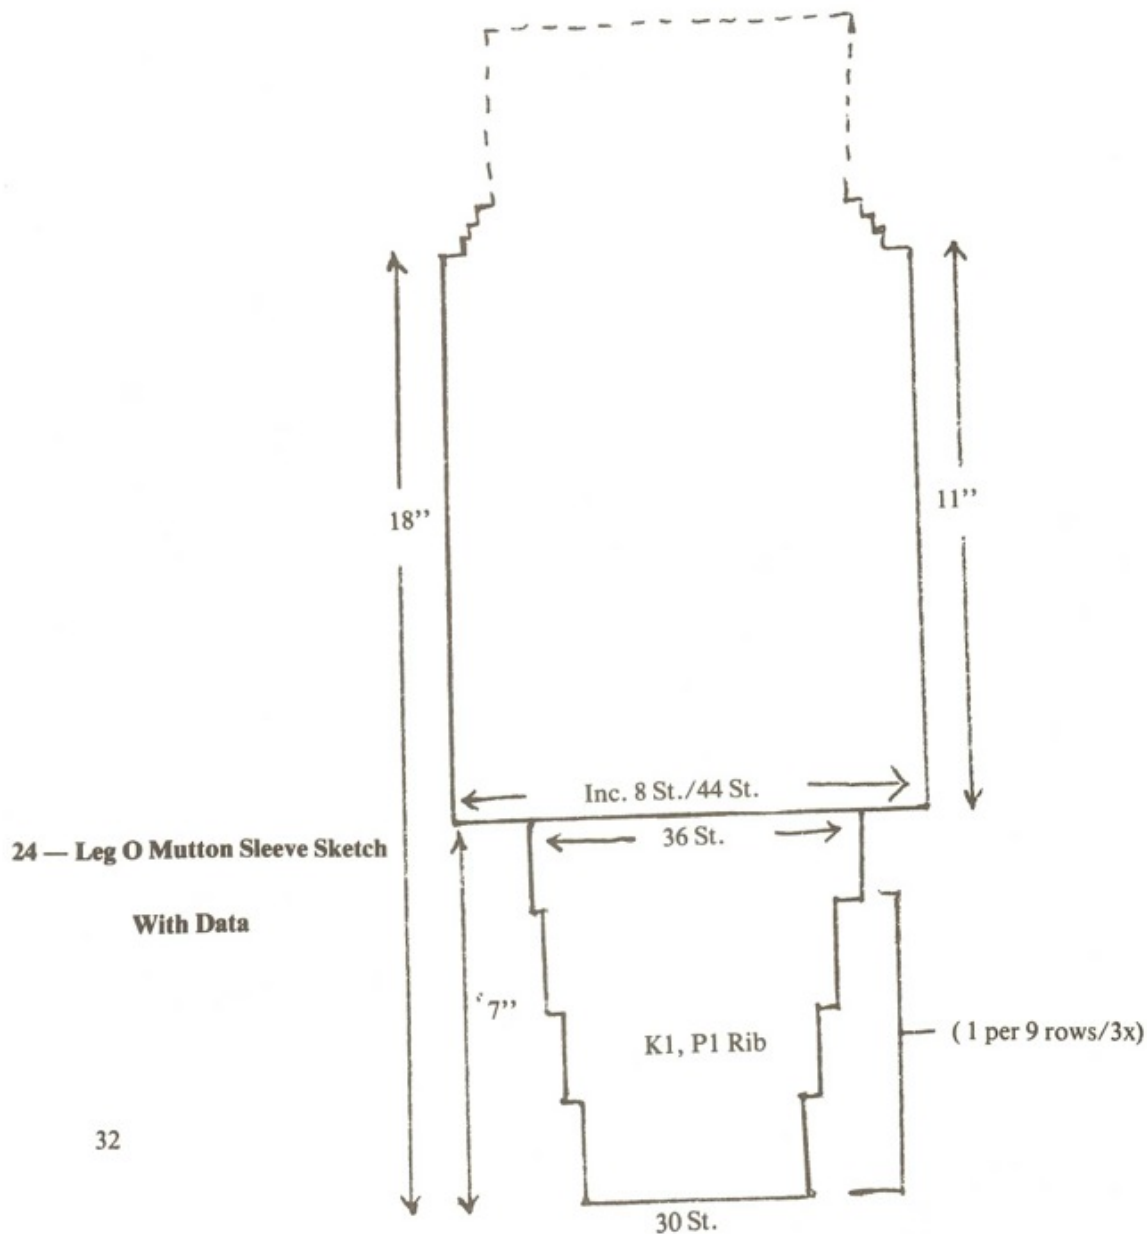 18’’
11’’
Inc. 8 St./44 St.
36 St.
24 — Leg O Mutton Sleeve Sketch
With Data
7’’
K1, P1 Rib
( 1 per 9 rows/3x)
32
30 St.